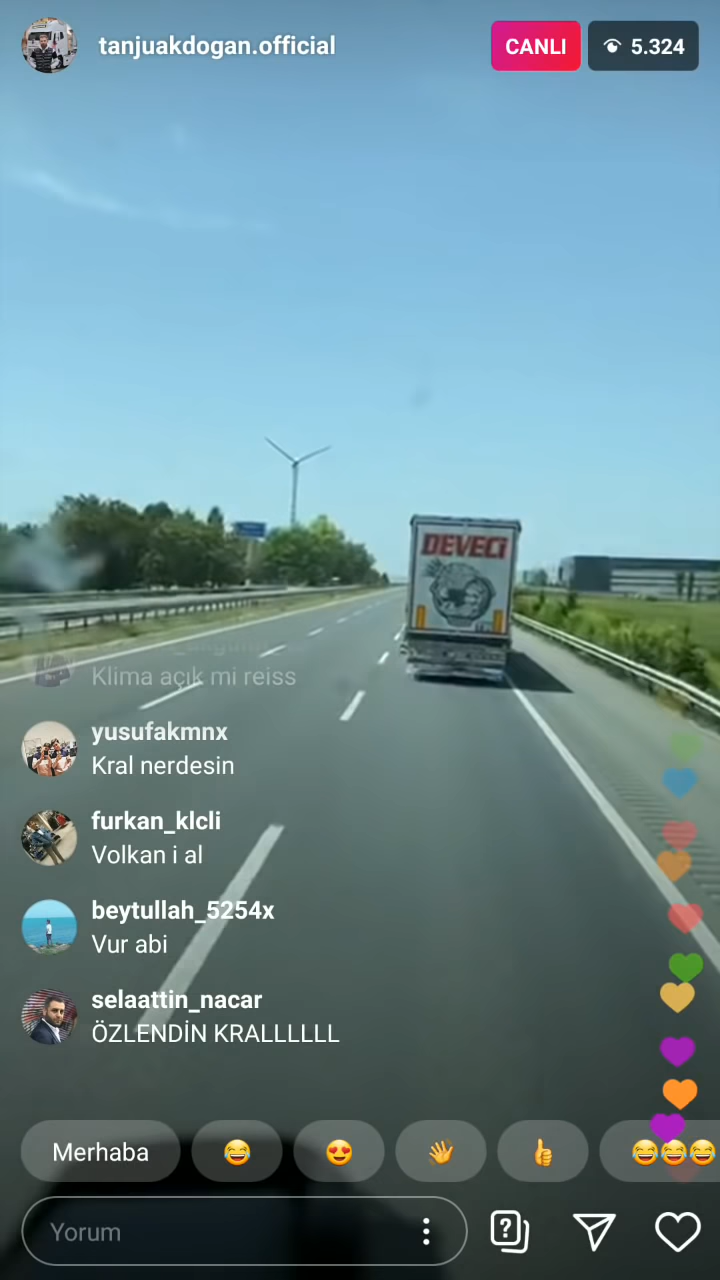 tanjuakdogan.official
CANLI
5.324
DEVECİ
Klima açık mi reiss
yusufakmnx
Kral nerdesin
furkan_klcli
Volkan i al
beytullah_5254x
Vur abi
selaattin_nacar
ÖZLENDİN KRALLLLLL
Merhaba
Yorum